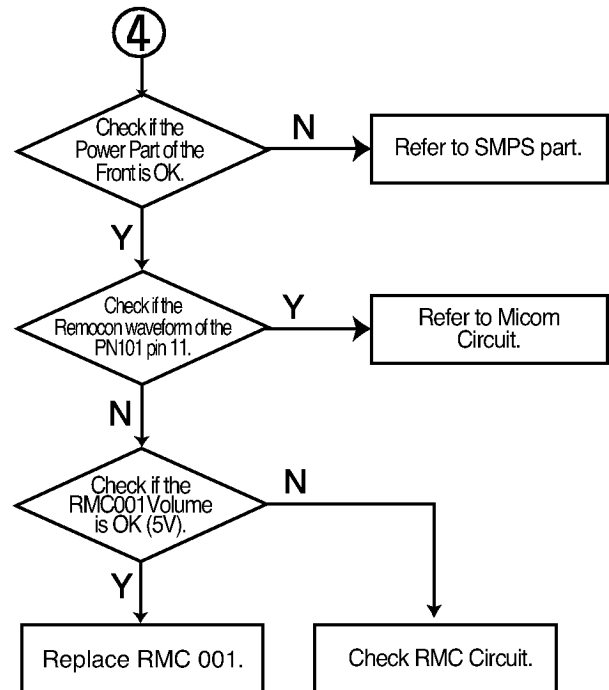 4
Check if the
Power Part of the
Front is OK.
N
Refer to SMPS part.
Y
Check if the
Remocon waveform of the
PN101 pin 11.
Y
Refer to Micom
Circuit.
N
Check if the
RMC001 Volume
is OK (5V).
N
Y
Replace RMC 001.
Check RMC Circuit.